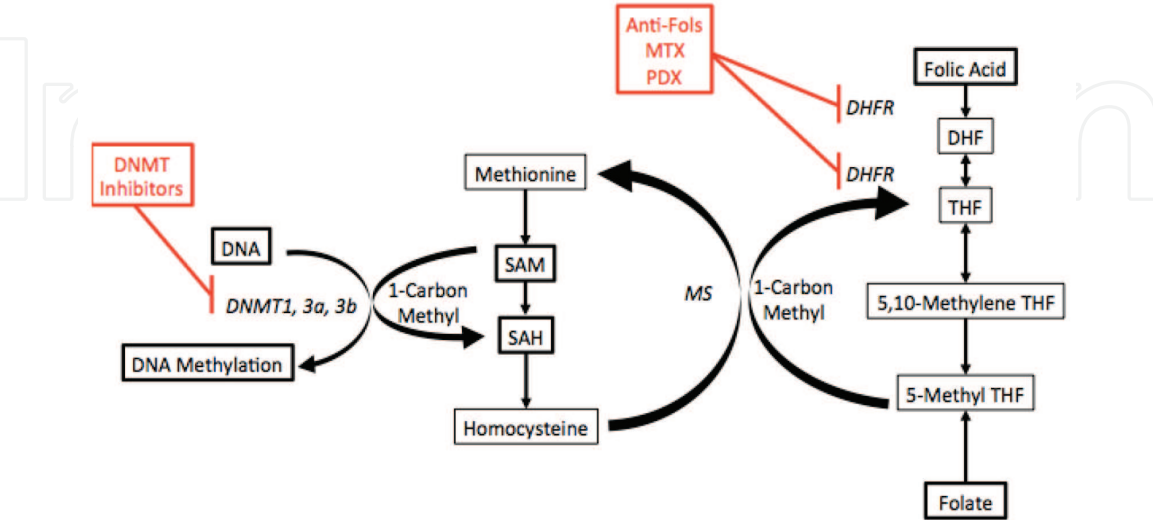 Anti-Fols
MTX
PDX
Folic Acid
DHFR
DHF
DNMT
Inhibitors
Methionine
DHFR
THF
DNA
SAM
1-Carbon
Methyl
DNMT1, 3a, 3b
MS
1-Carbon
Methyl
5,10-Methylene THF
SAH
DNA Methylation
5-Methyl THF
Homocysteine
Folate